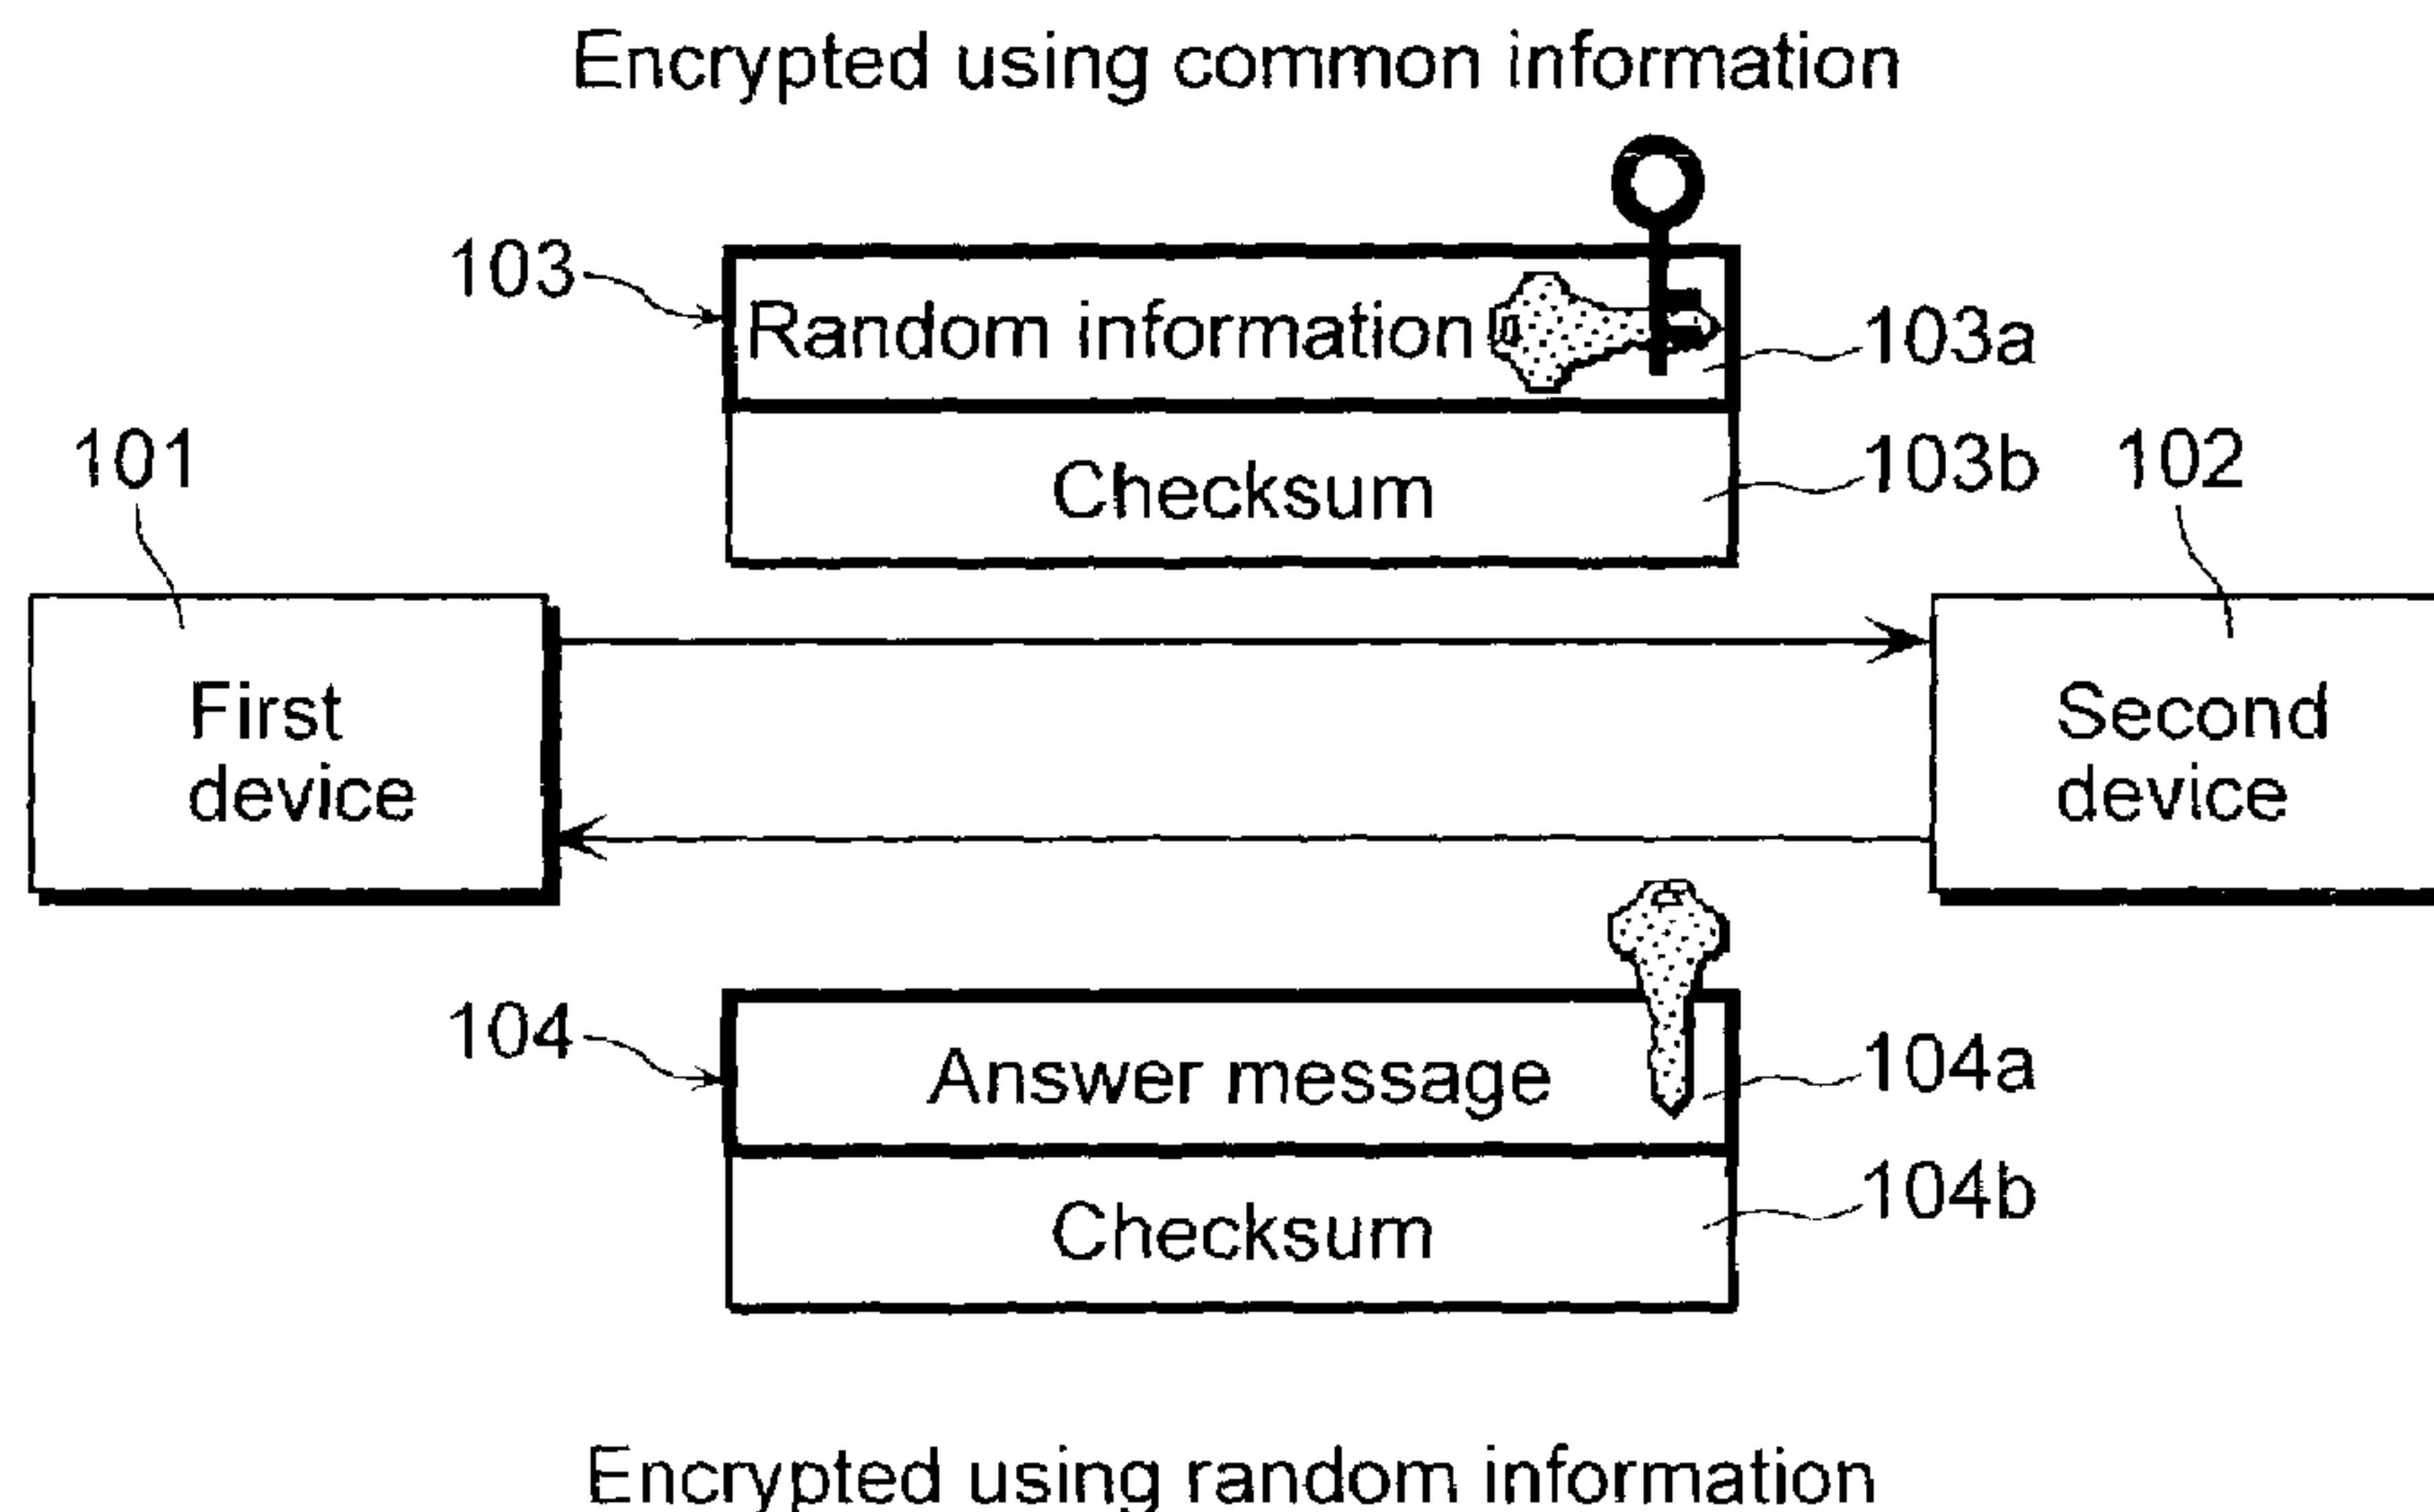 Encrypted using common information
103
Random information
103a
Checksum
103b
101
102
First
device
Second
device
104
Answer message
104a
Checksum
104b
Encrypted using random information